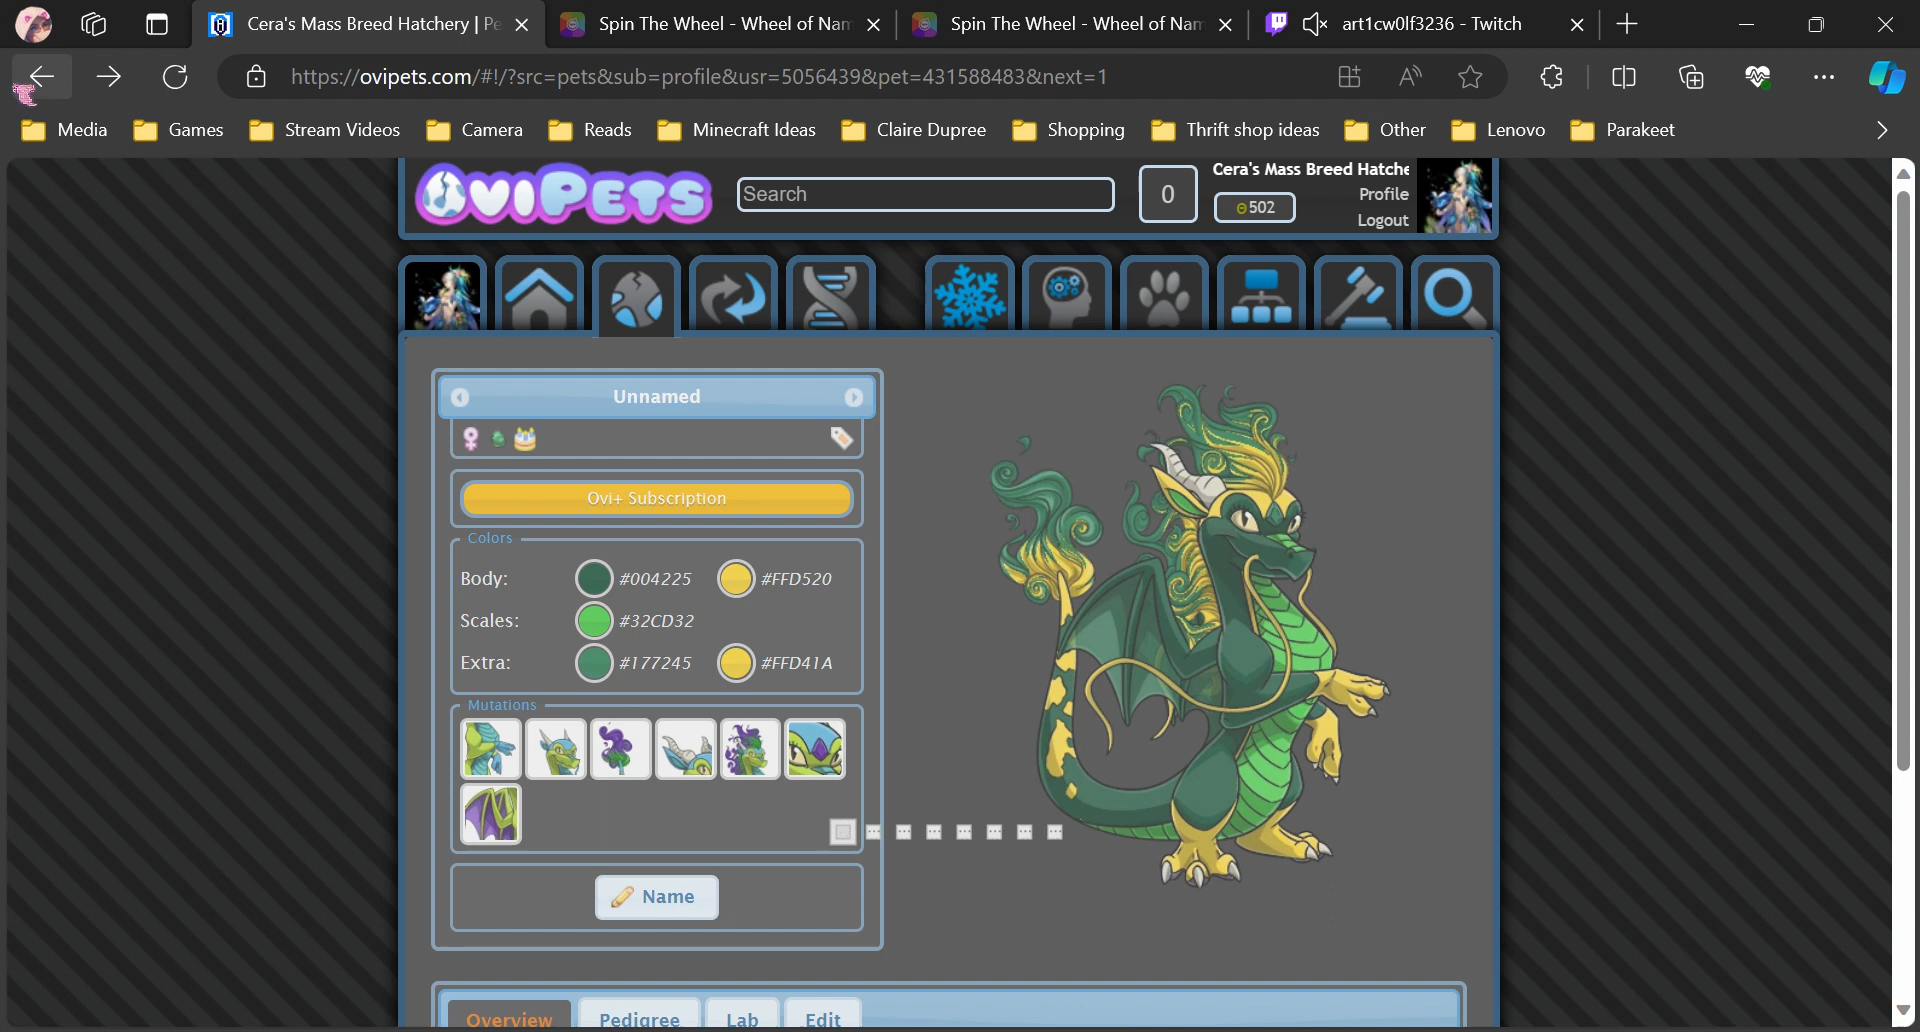 Cera's Mass Breed Hatchery | Pe
Spin The Wheel - Wheel of Nam
Spin The Wheel - Wheel of Nam
art1cw0lf3236 - Twitch
https://ovipets.com/#!/?src=pets&sub=profile&usr=5056439&pet=431588483&next=1
Media
Games
Stream Videos
Camera
Reads
Minecraft Ideas
Claire Dupree
Shopping
Thrift shop ideas
Other
Lenovo
Parakeet
OviPets
Search
0
Cera's Mass Breed Hatche
502
Profile
Logout
Unnamed
Ovi+ Subscription
Colors
Body: #004225 #FFD520
Scales: #32CD32
Extra: #177245 #FFD41A
Mutations
Name
Overview
Pedigree
Lab
Edit